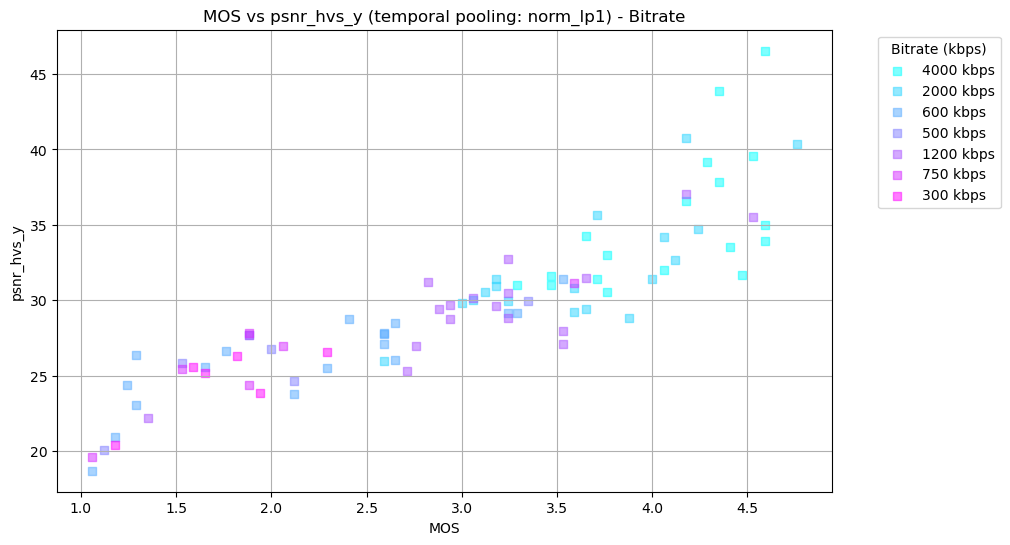 MOS vs psnr_hvs_y (temporal pooling: norm_lp1) - Bitrate
psnr_hvs_y
45
40
35
30
25
20
1.0 1.5 2.0 2.5 3.0 3.5 4.0 4.5
MOS
Bitrate (kbps)
4000 kbps
2000 kbps
600 kbps
500 kbps
1200 kbps
750 kbps
300 kbps